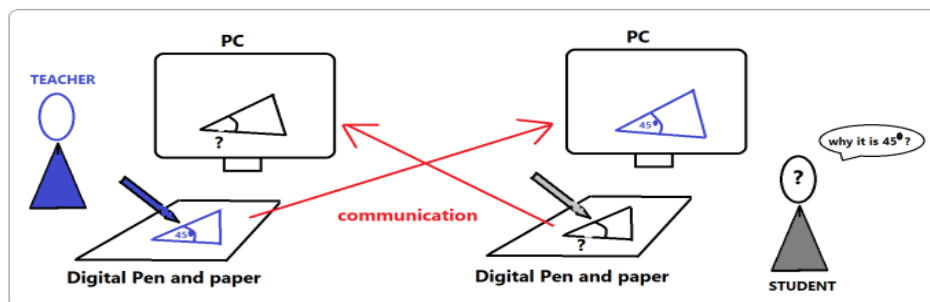 PC
PC
TEACHER
?
45°
why it is 45° ?
?
communication
45°
?
Digital Pen and paper
Digital Pen and paper
STUDENT